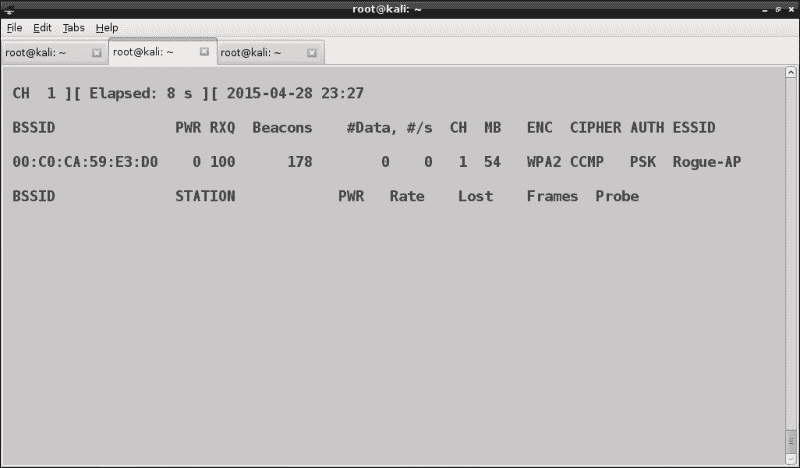 root@kali: ~
File Edit Tabs Help
root@kali: ~ root@kali: ~ root@kali: ~
CH 1 ][ Elapsed: 8 s ][ 2015-04-28 23:27
BSSID PWR RXQ Beacons #Data, #/s CH MB ENC CIPHER AUTH ESSID
00:C0:CA:59:E3:D0 0 100 178 0 0 1 54 WPA2 CCMP PSK Rogue-AP
BSSID STATION PWR Rate Lost Frames Probe